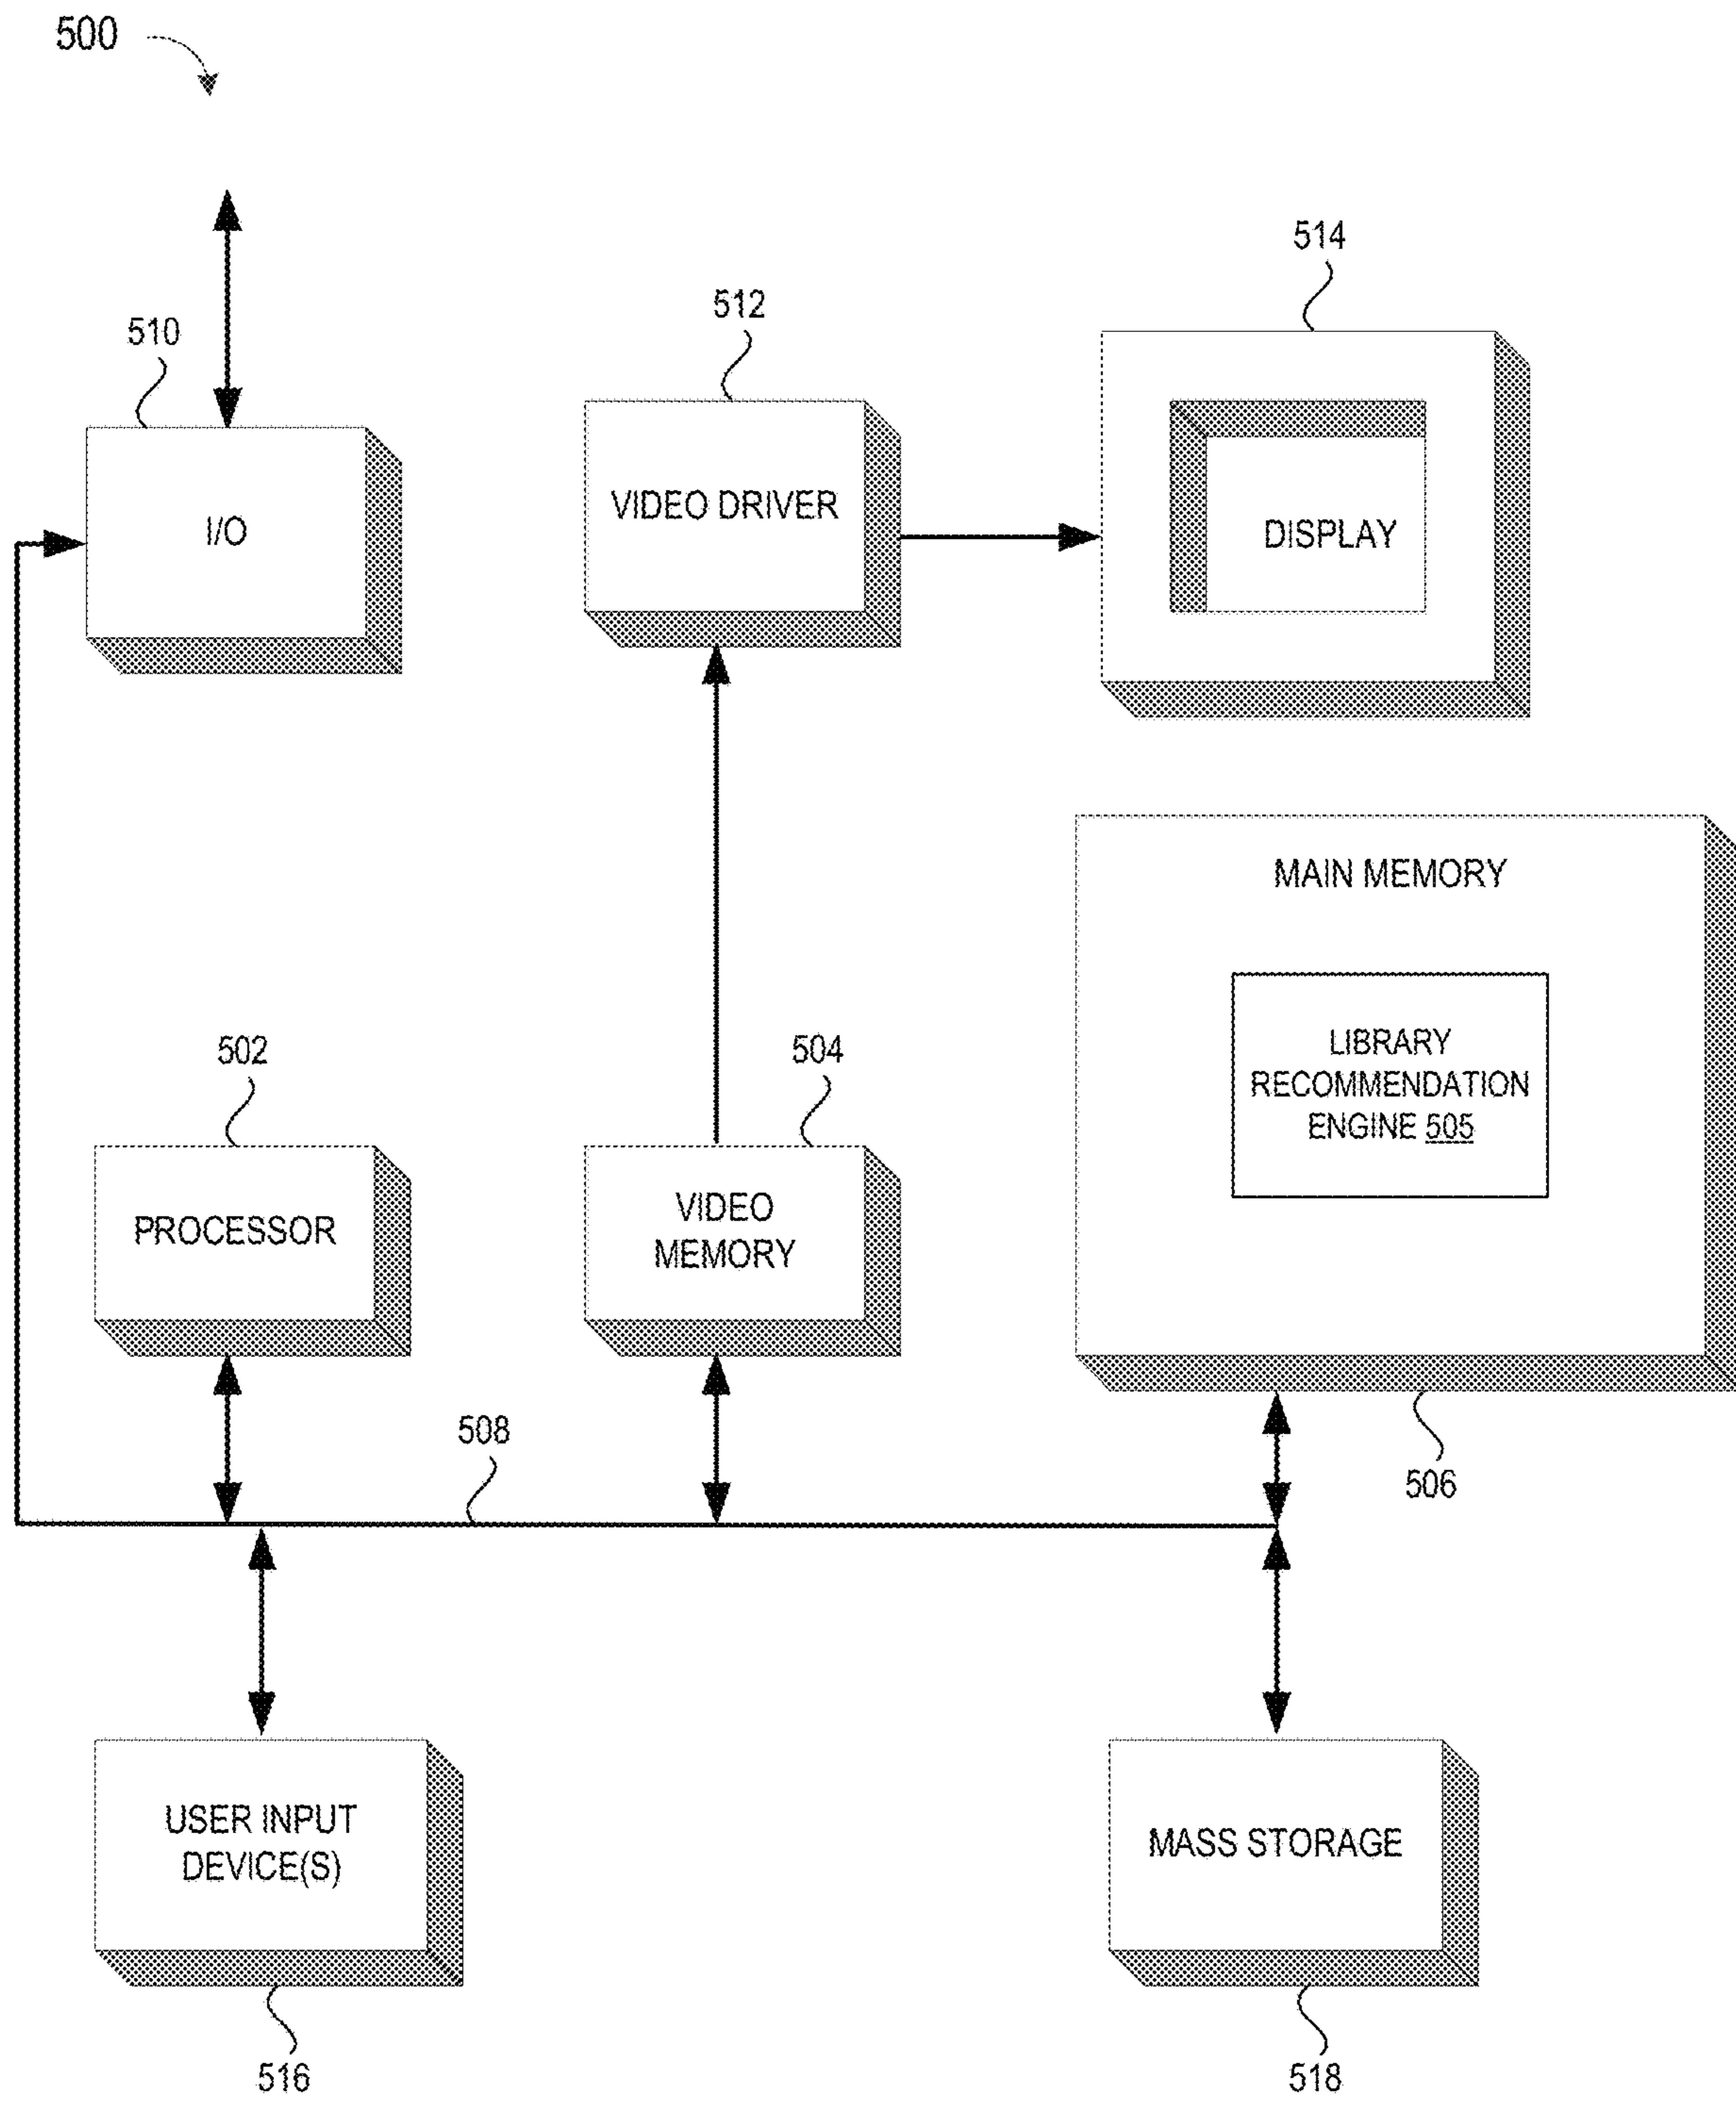 500
514
512
510
VIDEO DRIVER
I/O
DISPLAY
MAIN MEMORY
LIBRARY
RECOMMENDATION
ENGINE 505
502
504
PROCESSOR
VIDEO
MEMORY
508
506
USER INPUT
DEVICE(S)
MASS STORAGE
516
518